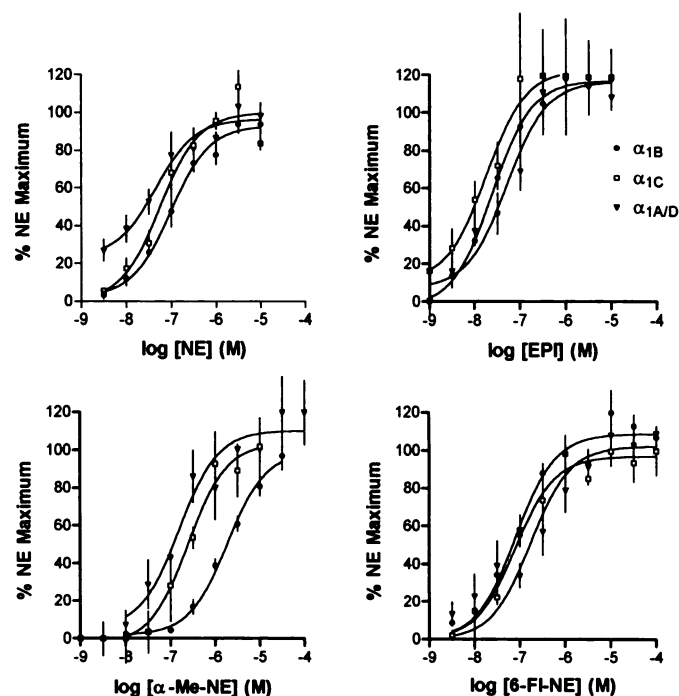 120
100
80
60
40
20
0
% NE Maximum
-9 -8 -7 -6 -5 -4
log [NE] (M)
120
100
80
60
40
20
0
% NE Maximum
-9 -8 -7 -6 -5 -4
log [EPI] (M)
α1B
α1C
α1A/D
120
100
80
60
40
20
0
% NE Maximum
-9 -8 -7 -6 -5 -4
log [α-Me-NE] (M)
120
100
80
60
40
20
0
% NE Maximum
-9 -8 -7 -6 -5 -4
log [6-Fl-NE] (M)